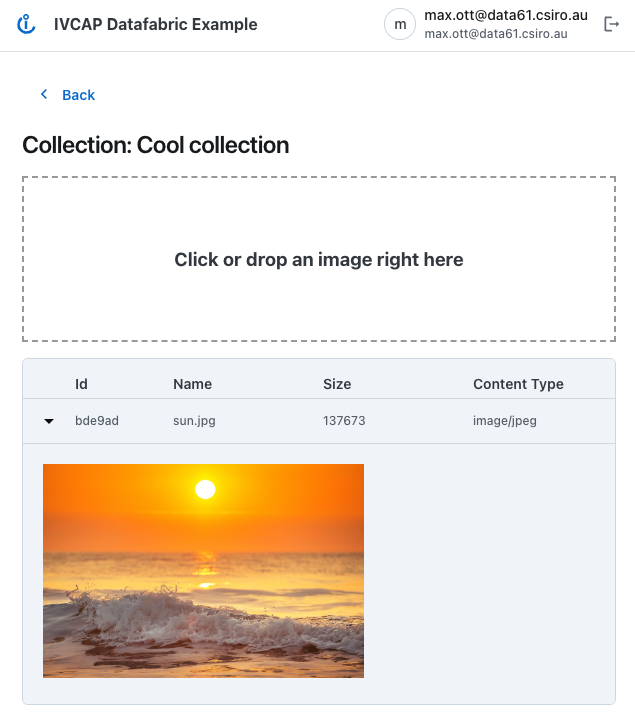 IVCAP Datafabric Example
m
max.ott@data61.csiro.au
max.ott@data61.csiro.au
Back
Collection: Cool collection
Click or drop an image right here
Id Name Size Content Type
bde9ad sun.jpg 137673 image/jpeg